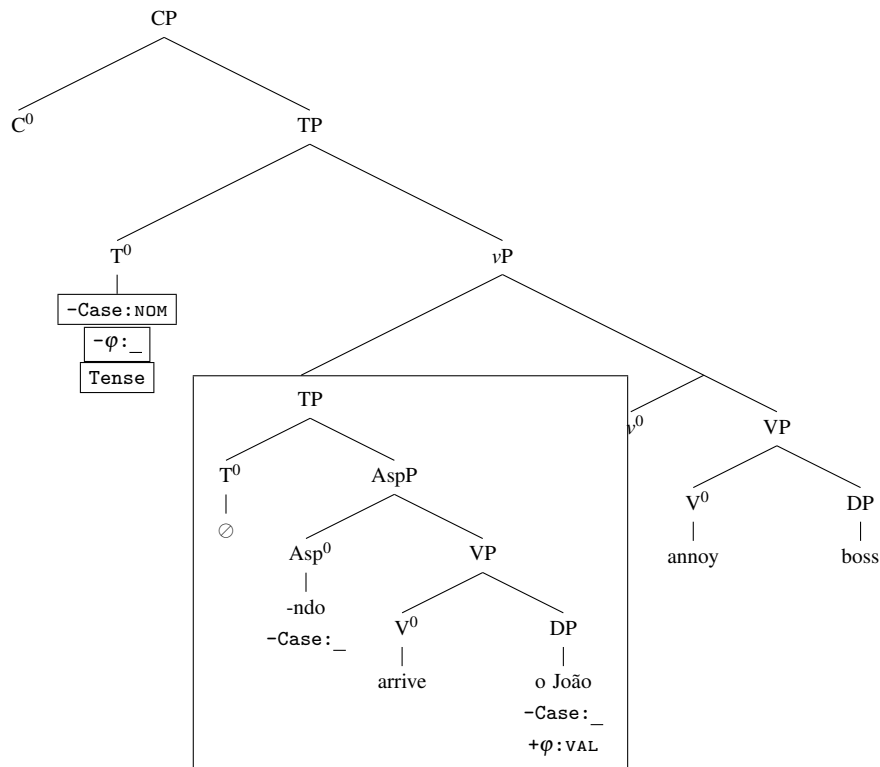 CP
C⁰ TP
T⁰ vP
-Case:NOM
-φ:_
Tense
TP v⁰ VP
T⁰ AspP V⁰ DP
∅ Asp⁰ VP annoy boss
-ndo V⁰ DP
-Case:_
arrive o João
-Case:_
+φ:VAL